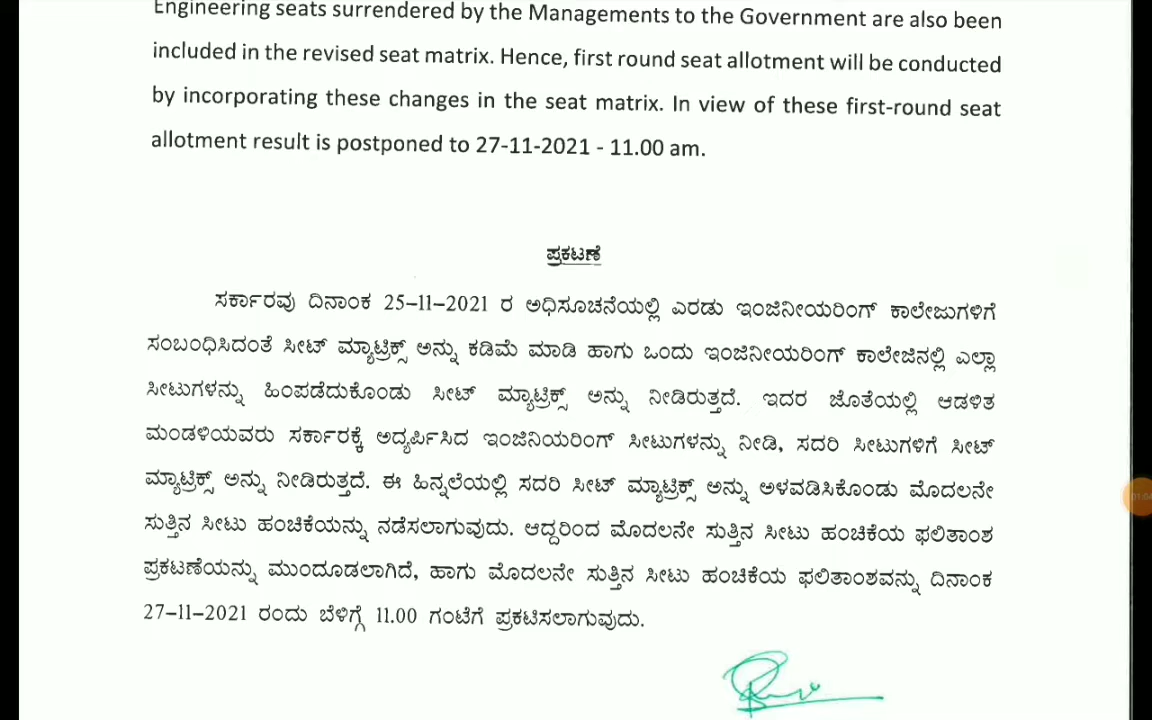 Engineering seats surrendered by the Managements to the Government are also been
included in the revised seat matrix. Hence, first round seat allotment will be conducted
by incorporating these changes in the seat matrix. In view of these first-round seat
allotment result is postponed to 27-11-2021 - 11.00 am.
ಪ್ರಕಟಣೆ
ಸರ್ಕಾರವು ದಿನಾಂಕ 25–11–2021 ರ ಅಧಿಸೂಚನೆಯಲ್ಲಿ ಎರಡು ಇಂಜಿನೀಯರಿಂಗ್ ಕಾಲೇಜುಗಳಿಗೆ
ಸಂಬಂಧಿಸಿದಂತೆ ಸೀಟ್ ಮ್ಯಾಟ್ರಿಕ್ಸ್ ಅನ್ನು ಕಡಿಮೆ ಮಾಡಿ ಹಾಗು ಒಂದು ಇಂಜಿನೀಯರಿಂಗ್ ಕಾಲೇಜಿನಲ್ಲಿ ಎಲ್ಲಾ
ಸೀಟುಗಳನ್ನು ಹಿಂಪಡೆದುಕೊಂಡು ಸೀಟ್ ಮ್ಯಾಟ್ರಿಕ್ಸ್ ಅನ್ನು ನೀಡಿರುತ್ತದೆ. ಇದರ ಜೊತೆಯಲ್ಲಿ ಆಡಳಿತ
ಮಂಡಳಿಯವರು ಸರ್ಕಾರಕ್ಕೆ ಅಧ್ಯರ್ಪಿಸಿದ ಇಂಜಿನಿಯರಿಂಗ್ ಸೀಟುಗಳನ್ನು ನೀಡಿ, ಸದರಿ ಸೀಟುಗಳಿಗೆ ಸೀಟ್
ಮ್ಯಾಟ್ರಿಕ್ಸ್ ಅನ್ನು ನೀಡಿರುತ್ತದೆ. ಈ ಹಿನ್ನಲೆಯಲ್ಲಿ ಸದರಿ ಸೀಟ್ ಮ್ಯಾಟ್ರಿಕ್ಸ್ ಅನ್ನು ಅಳವಡಿಸಿಕೊಂಡು ಮೊದಲನೇ
ಸುತ್ತಿನ ಸೀಟು ಹಂಚಿಕೆಯನ್ನು ನಡೆಸಲಾಗುವುದು. ಆದ್ದರಿಂದ ಮೊದಲನೇ ಸುತ್ತಿನ ಸೀಟು ಹಂಚಿಕೆಯ ಫಲಿತಾಂಶ
ಪ್ರಕಟಣೆಯನ್ನು ಮುಂದೂಡಲಾಗಿದೆ, ಹಾಗು ಮೊದಲನೇ ಸುತ್ತಿನ ಸೀಟು ಹಂಚಿಕೆಯ ಫಲಿತಾಂಶವನ್ನು ದಿನಾಂಕ
27–11–2021 ರಂದು ಬೆಳಿಗ್ಗೆ 11.00 ಗಂಟೆಗೆ ಪ್ರಕಟಿಸಲಾಗುವುದು.